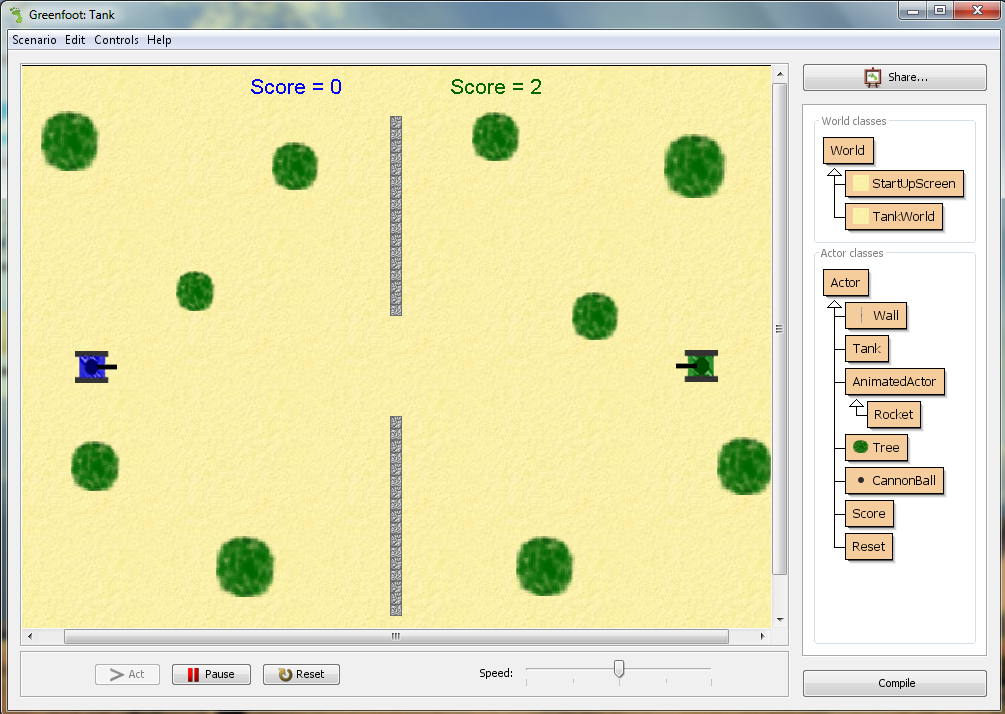 Greenfoot: Tank
Scenario Edit Controls Help
Score = 0
Score = 2
Share...
World classes
World
StartUpScreen
TankWorld
Actor classes
Actor
Wall
Tank
AnimatedActor
Rocket
Tree
CannonBall
Score
Reset
Act
Pause
Reset
Speed:
Compile